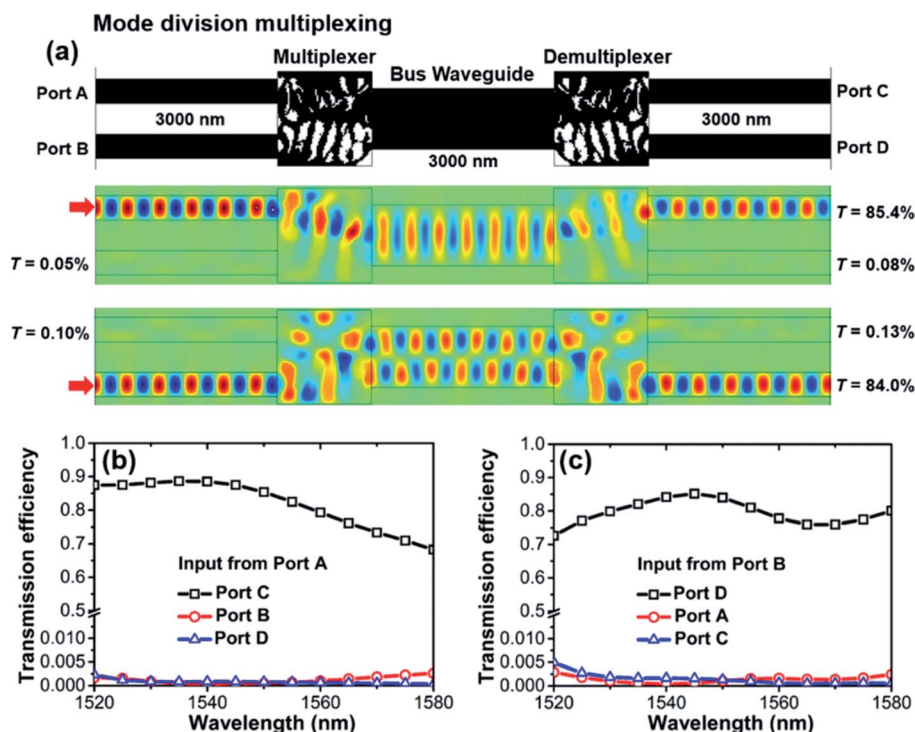 Mode division multiplexing
(a)
Multiplexer
Demultiplexer
Bus Waveguide
Port A
Port C
3000 nm
3000 nm
Port B
Port D
3000 nm
T = 85.4%
T = 0.05%
T = 0.08%
T = 0.10%
T = 0.13%
T = 84.0%
(b)
Transmission efficiency
1.0
0.9
0.8
0.7
0.6
0.5
0.010
0.005
0.000
Input from Port A
Port C
Port B
Port D
1520
1540
1560
1580
Wavelength (nm)
(c)
Transmission efficiency
1.0
0.9
0.8
0.7
0.6
0.5
0.010
0.005
0.000
Input from Port B
Port D
Port A
Port C
1520
1540
1560
1580
Wavelength (nm)